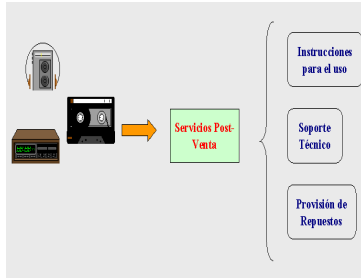 Instrucciones
para el uso
Servicios Post-
Venta
Soporte
Técnico
Provisión de
Repuestos